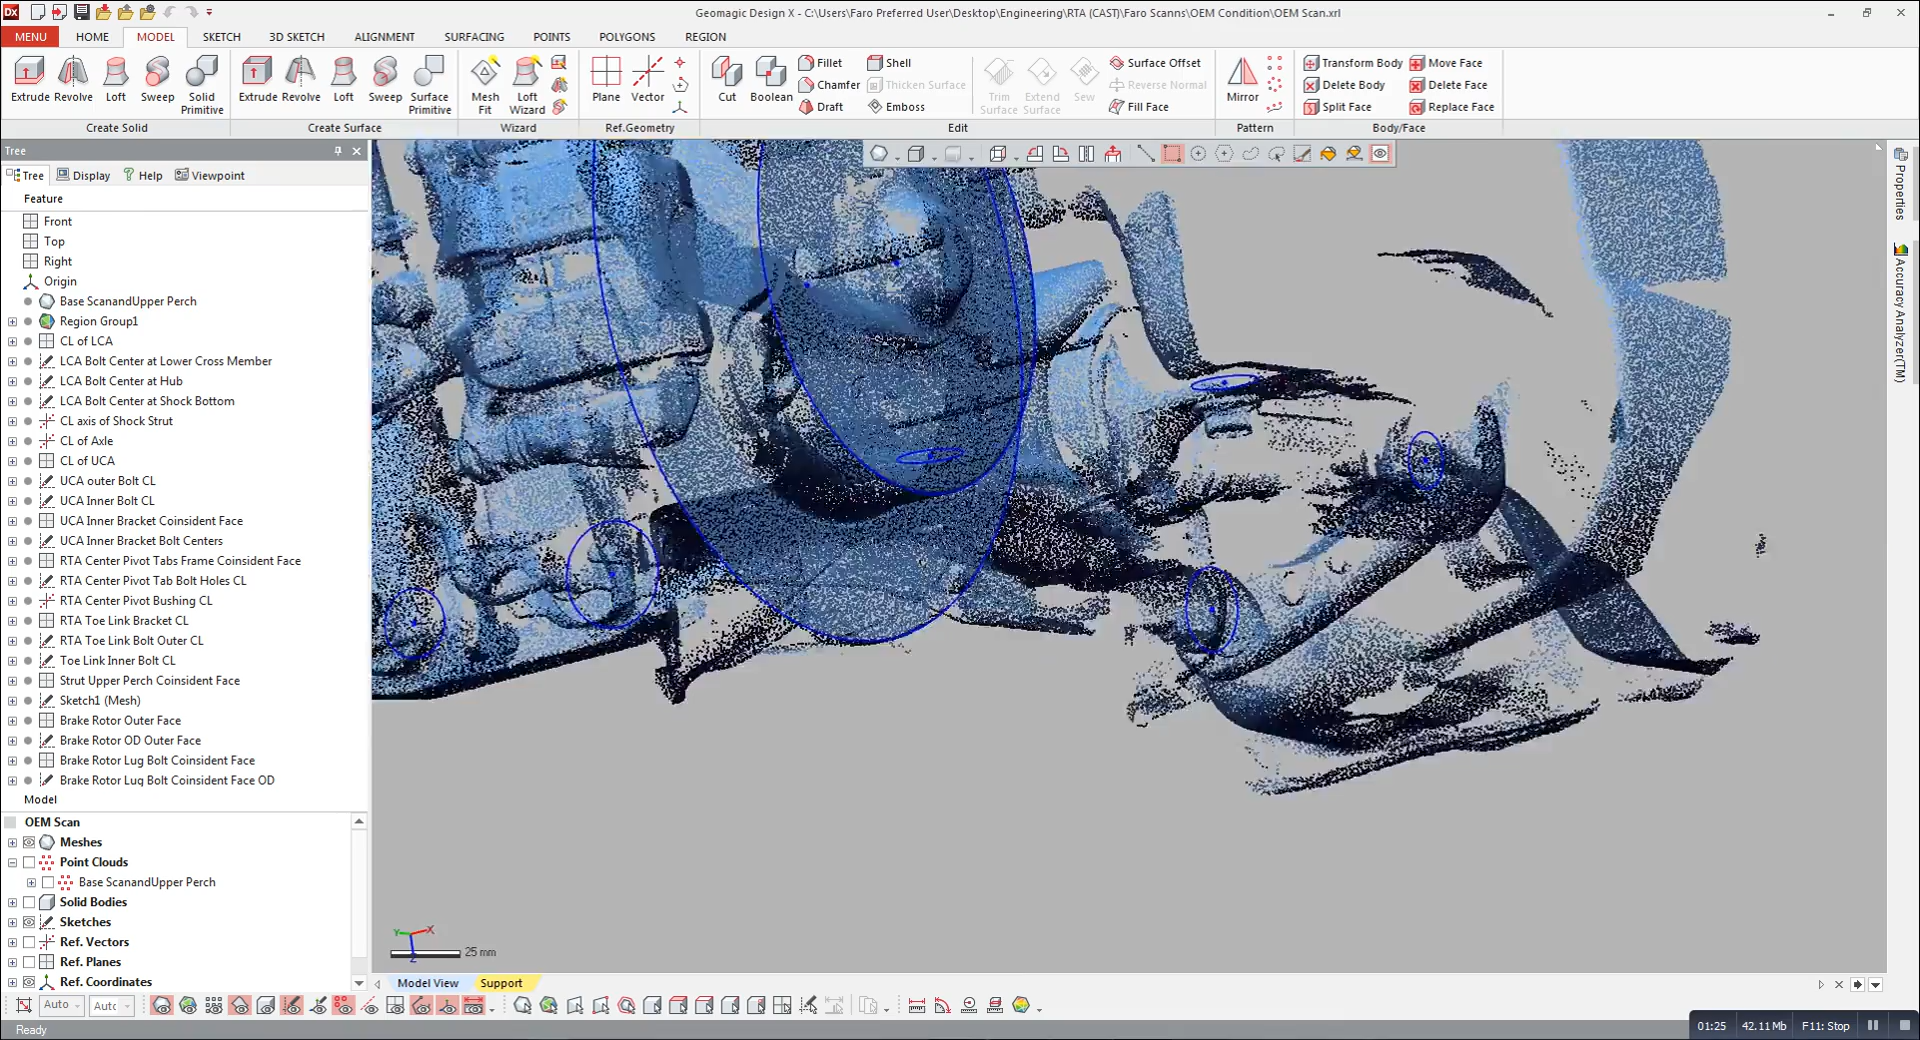 Dx
Geomagic Design X - C:\Users\Faro Preferred User\Desktop\Engineering\RTA (CAST)\Faro Scanns\OEM Condition\OEM Scan.xrl
MENU HOME MODEL SKETCH 3D SKETCH ALIGNMENT SURFACING POINTS POLYGONS REGION
Extrude Revolve Loft Sweep Solid Primitive
Create Solid
Extrude Revolve Loft Sweep Surface Primitive
Create Surface
Mesh Fit Loft Wizard
Wizard
Plane Vector
Ref.Geometry
Cut Boolean
Fillet Shell
Chamfer Thicken Surface
Draft Emboss
Trim Surface Extend Surface Sew
Surface Offset
Reverse Normal
Fill Face
Edit
Mirror
Pattern
Transform Body Move Face
Delete Body Delete Face
Split Face Replace Face
Body/Face
Tree
Tree Display Help Viewpoint
Feature
Front
Top
Right
Origin
Base ScanandUpper Perch
Region Group1
CL of LCA
LCA Bolt Center at Lower Cross Member
LCA Bolt Center at Hub
LCA Bolt Center at Shock Bottom
CL axis of Shock Strut
CL of Axle
CL of UCA
UCA outer Bolt CL
UCA Inner Bolt CL
UCA Inner Bracket Coinsident Face
UCA Inner Bracket Bolt Centers
RTA Center Pivot Tabs Frame Coinsident Face
RTA Center Pivot Tab Bolt Holes CL
RTA Center Pivot Bushing CL
RTA Toe Link Bracket CL
RTA Toe Link Bolt Outer CL
Toe Link Inner Bolt CL
Strut Upper Perch Coinsident Face
Sketch1 (Mesh)
Brake Rotor Outer Face
Brake Rotor OD Outer Face
Brake Rotor Lug Bolt Coinsident Face
Brake Rotor Lug Bolt Coinsident Face OD
Model
OEM Scan
Meshes
Point Clouds
Base ScanandUpper Perch
Solid Bodies
Sketches
Ref. Vectors
Ref. Planes
Ref. Coordinates
Properties
Accuracy Analyzer(TM)
Y X
Z
25 mm
Model View Support
Auto Autc
Ready
01:25 42.11 Mb F11: Stop